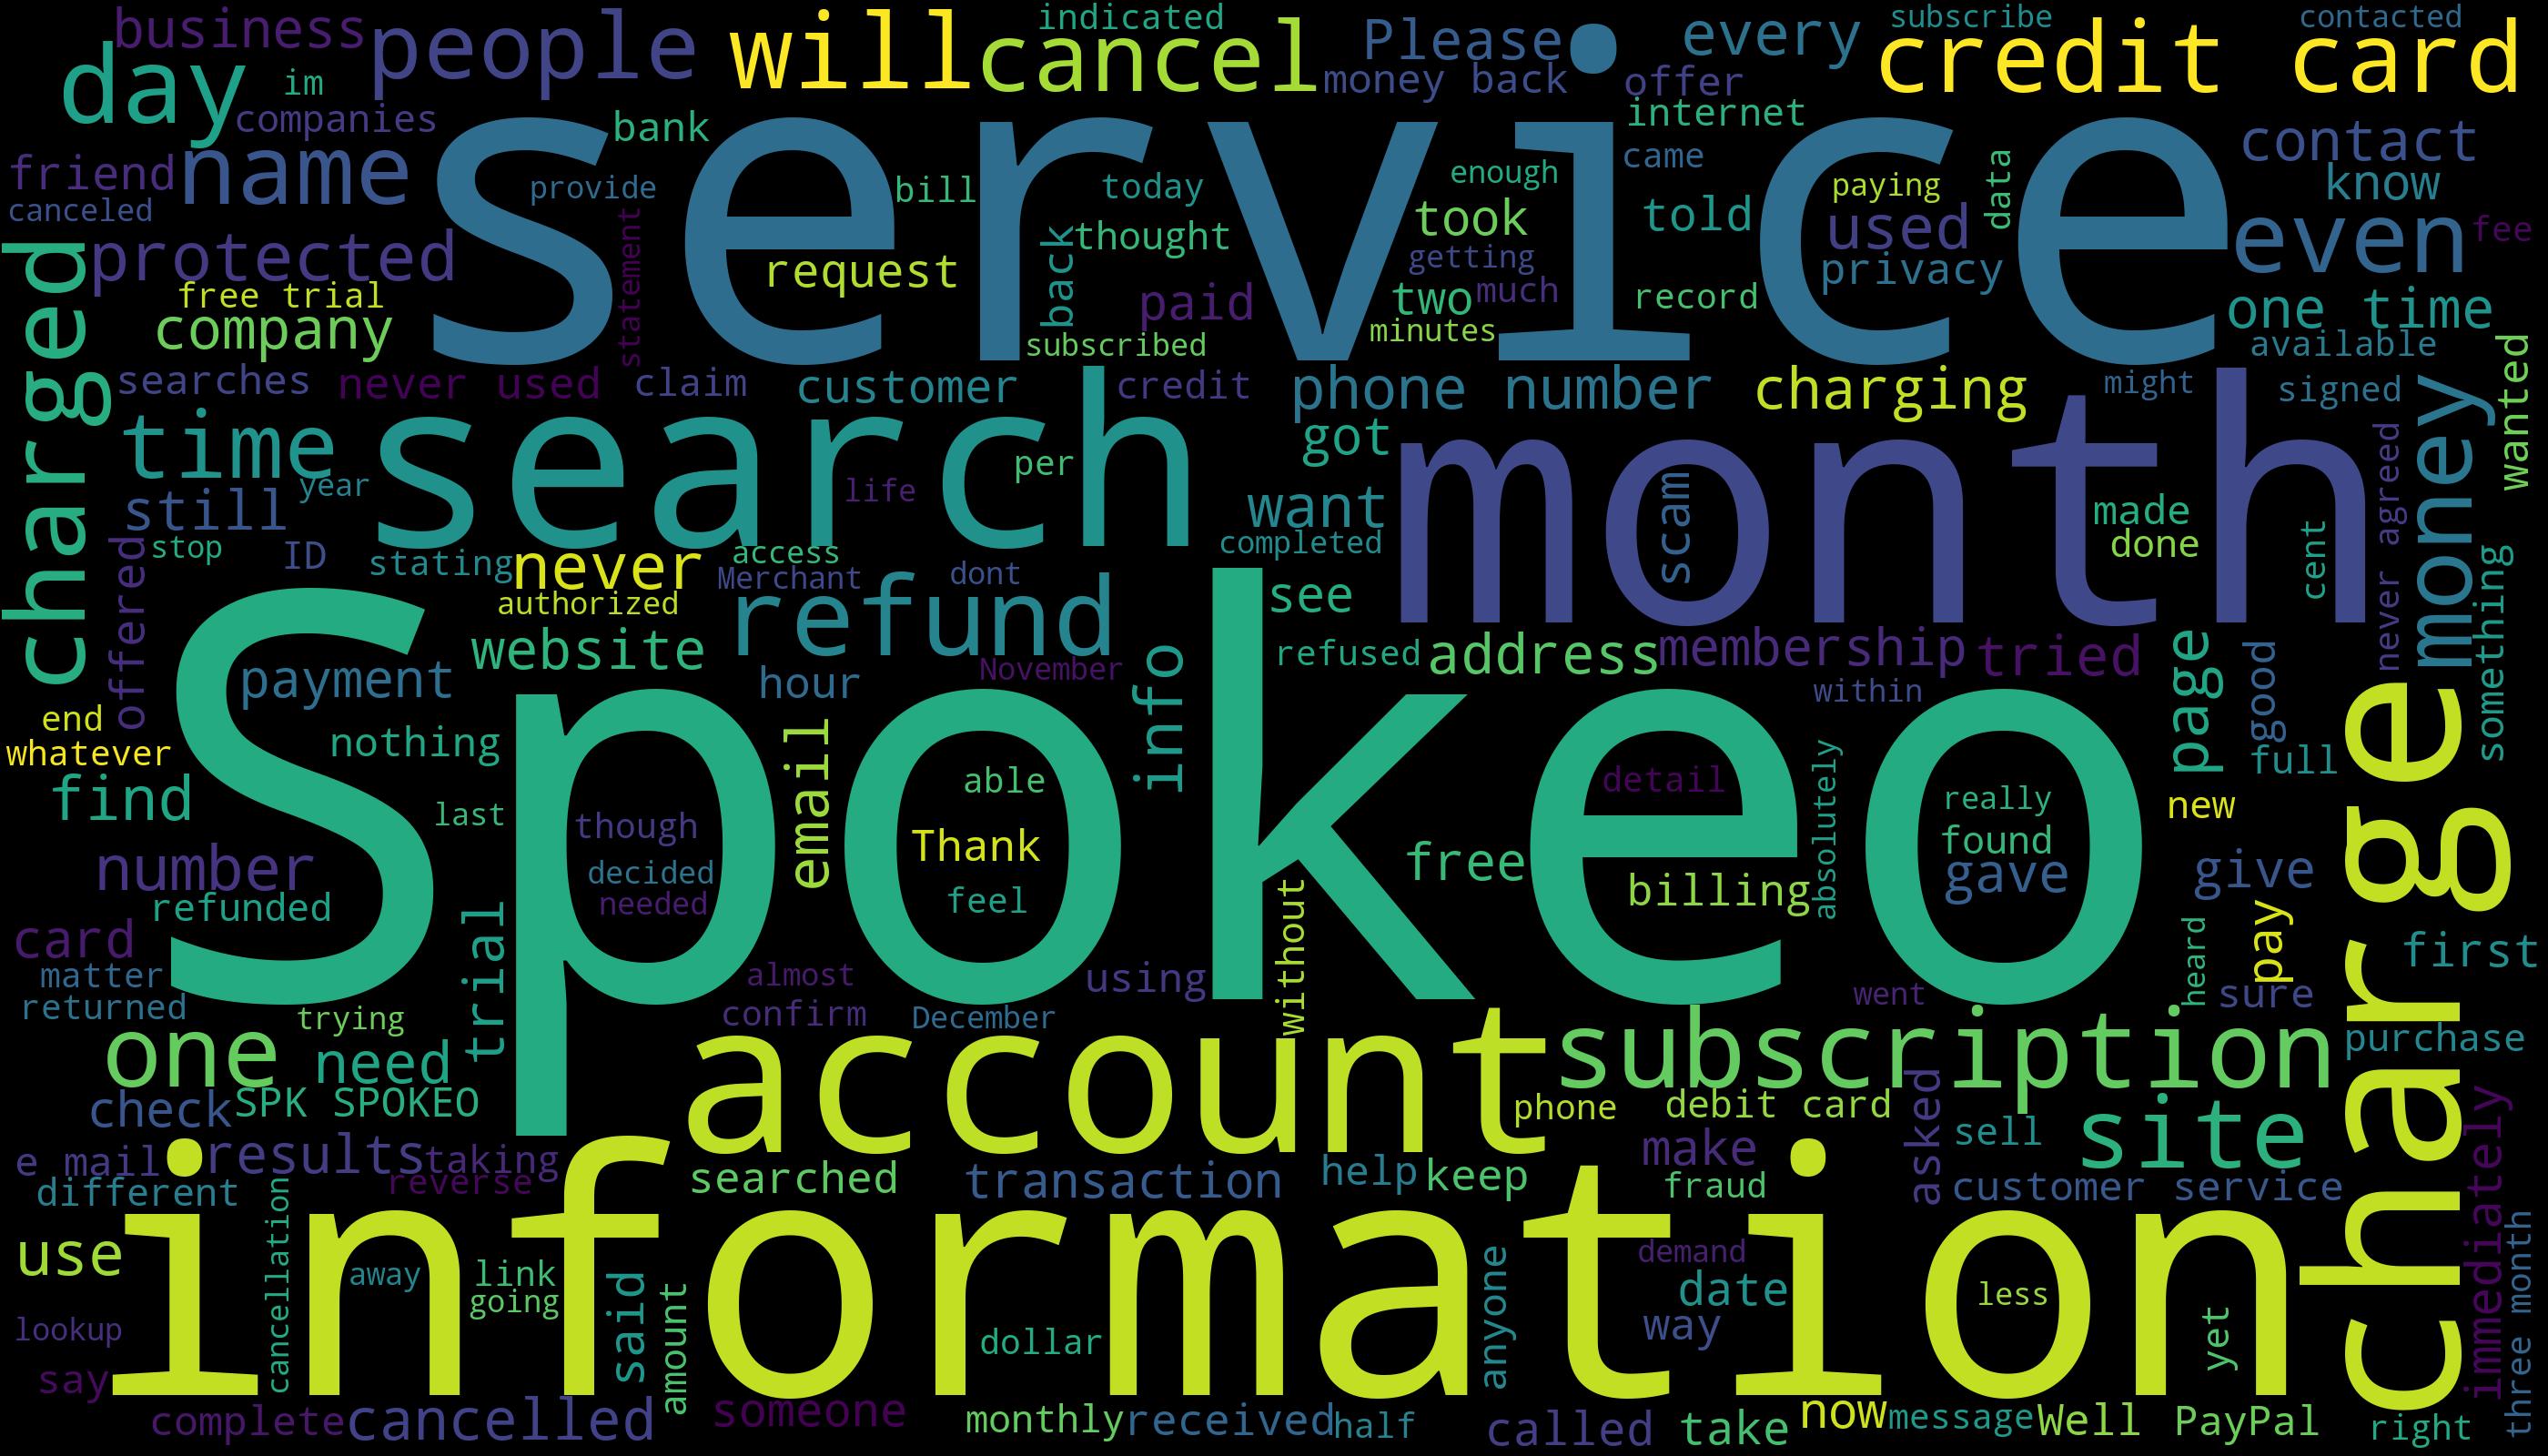 business
people
will
cancel
indicated
Please
every
subscribe
credit card
contacted
day
im
money back
offer
companies
bank
internet
contact
friend
name
service
came
know
canceled
provide
bill
today
enough
paying
data
protected
statement
request
back
thought
took
told
used
even
fee
free trial
getting
privacy
company
paid
two
much
record
one time
subscribed
minutes
available
charged
searches
never used
claim
customer
credit
phone number
charging
might
signed
wanted
time
search
per
got
month
never agreed
money
year
life
still
want
scam
made
stop
ID
stating
never
access
completed
done
cent
offered
Merchant
dont
authorized
refund
see
something
website
info
refused
address
membership
tried
page
good
payment
hour
November
within
end
nothing
Spokeo
full
whatever
email
able
detail
absolutely
find
last
though
Thank
really
new
charge
decided
free
found
number
needed
feel
billing
gave
give
refunded
trial
without
card
pay
first
matter
almost
using
heard
returned
confirm
December
went
sure
trying
one
need
account
subscription
purchase
check
SPK SPOKEO
phone
debit card
asked
sell
site
immediately
e mail
results
taking
searched
transaction
help
keep
make
different
reverse
fraud
customer service
use
cancellation
information
away
link
said
anyone
demand
three month
going
amount
date
less
yet
lookup
dollar
way
say
complete
cancelled
someone
monthly
received
half
called
take
now
message
Well
PayPal
right